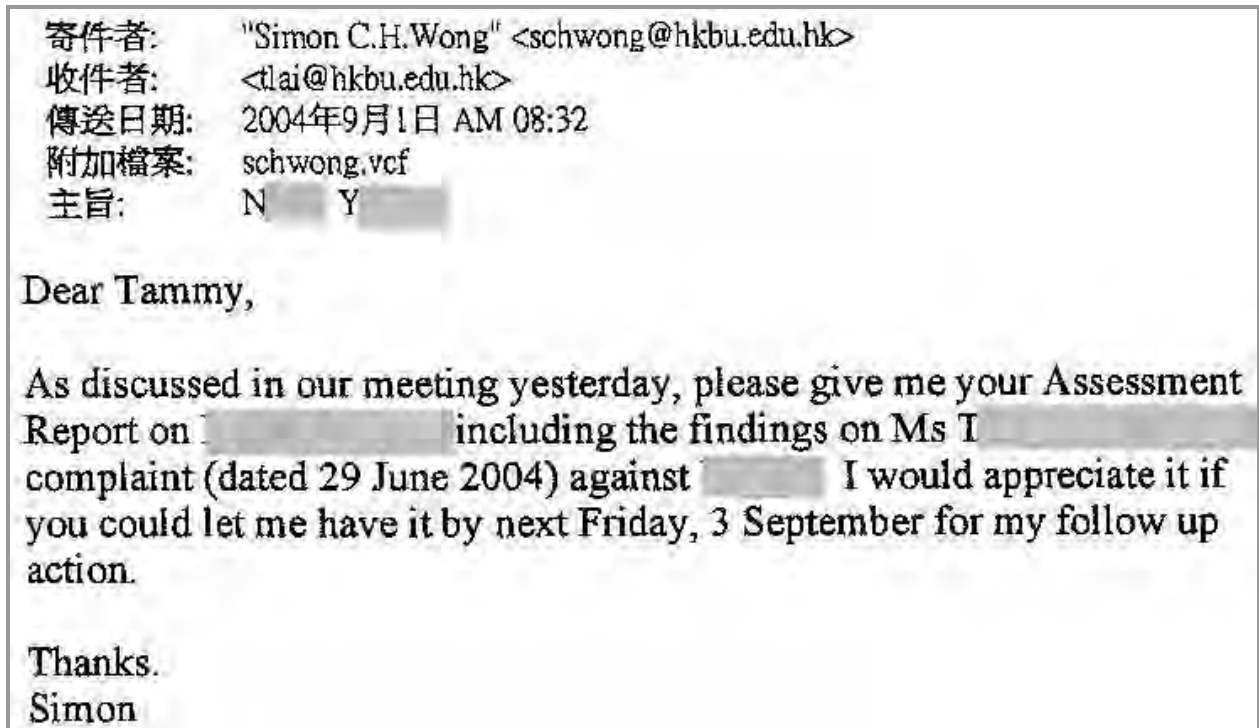 寄件者: "Simon C.H.Wong" <schwong@hkbu.edu.hk>
收件者: <tlai@hkbu.edu.hk>
傳送日期: 2004年9月1日 AM 08:32
附加檔案: schwong.vcf
主旨: N Y
Dear Tammy,
As discussed in our meeting yesterday, please give me your Assessment
Report on including the findings on Ms T
complaint (dated 29 June 2004) against I would appreciate it if
you could let me have it by next Friday, 3 September for my follow up
action.
Thanks.
Simon